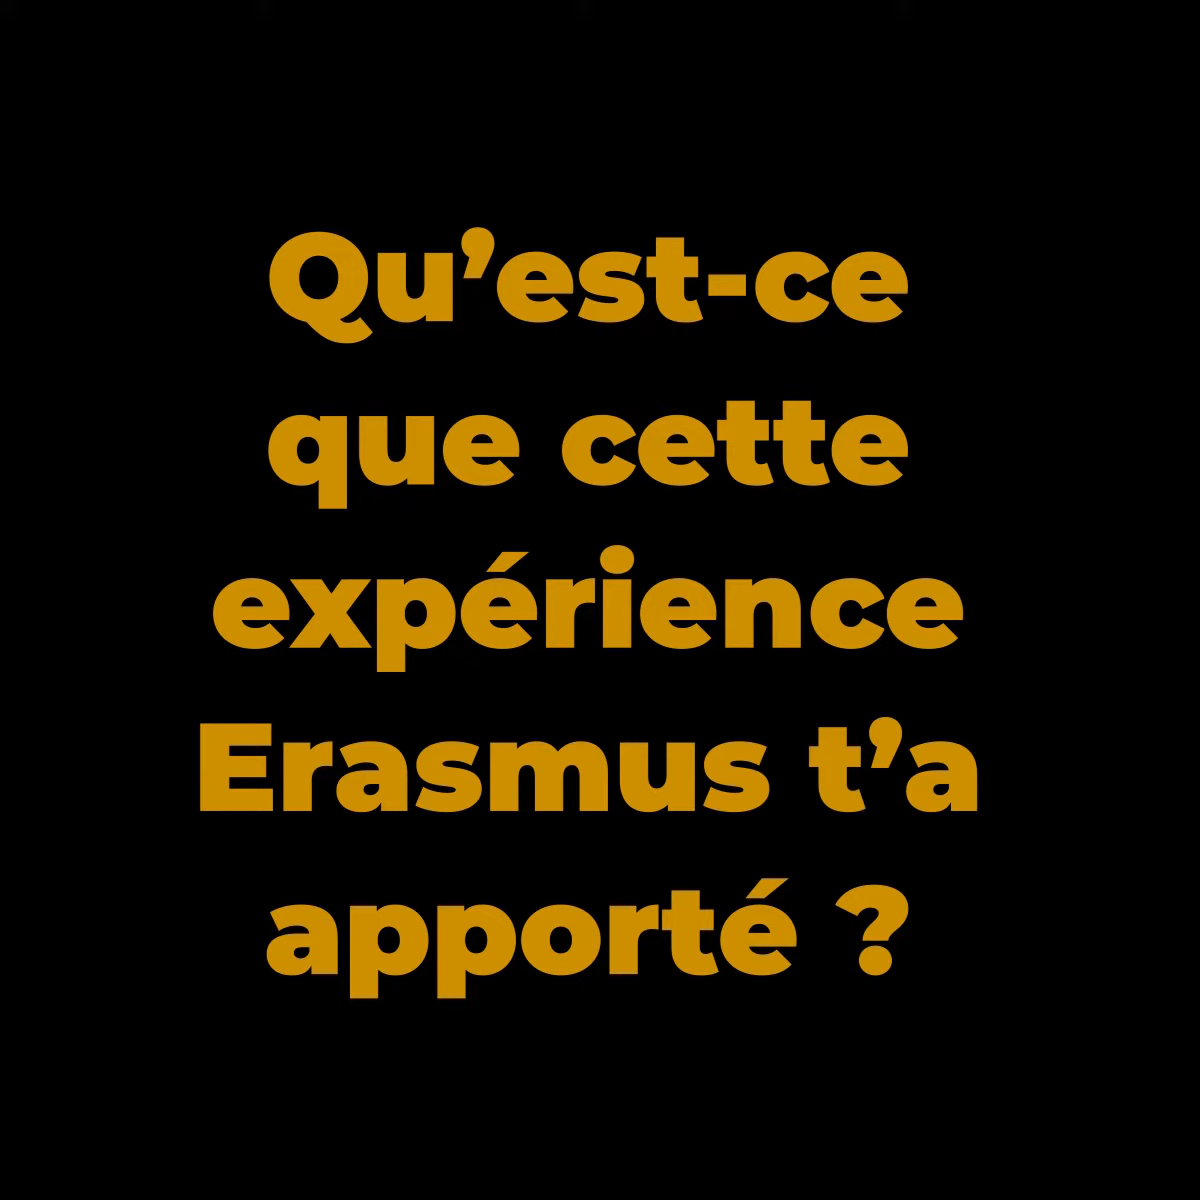 Qu’est-ce
que cette
expérience
Erasmus t’a
apporté ?